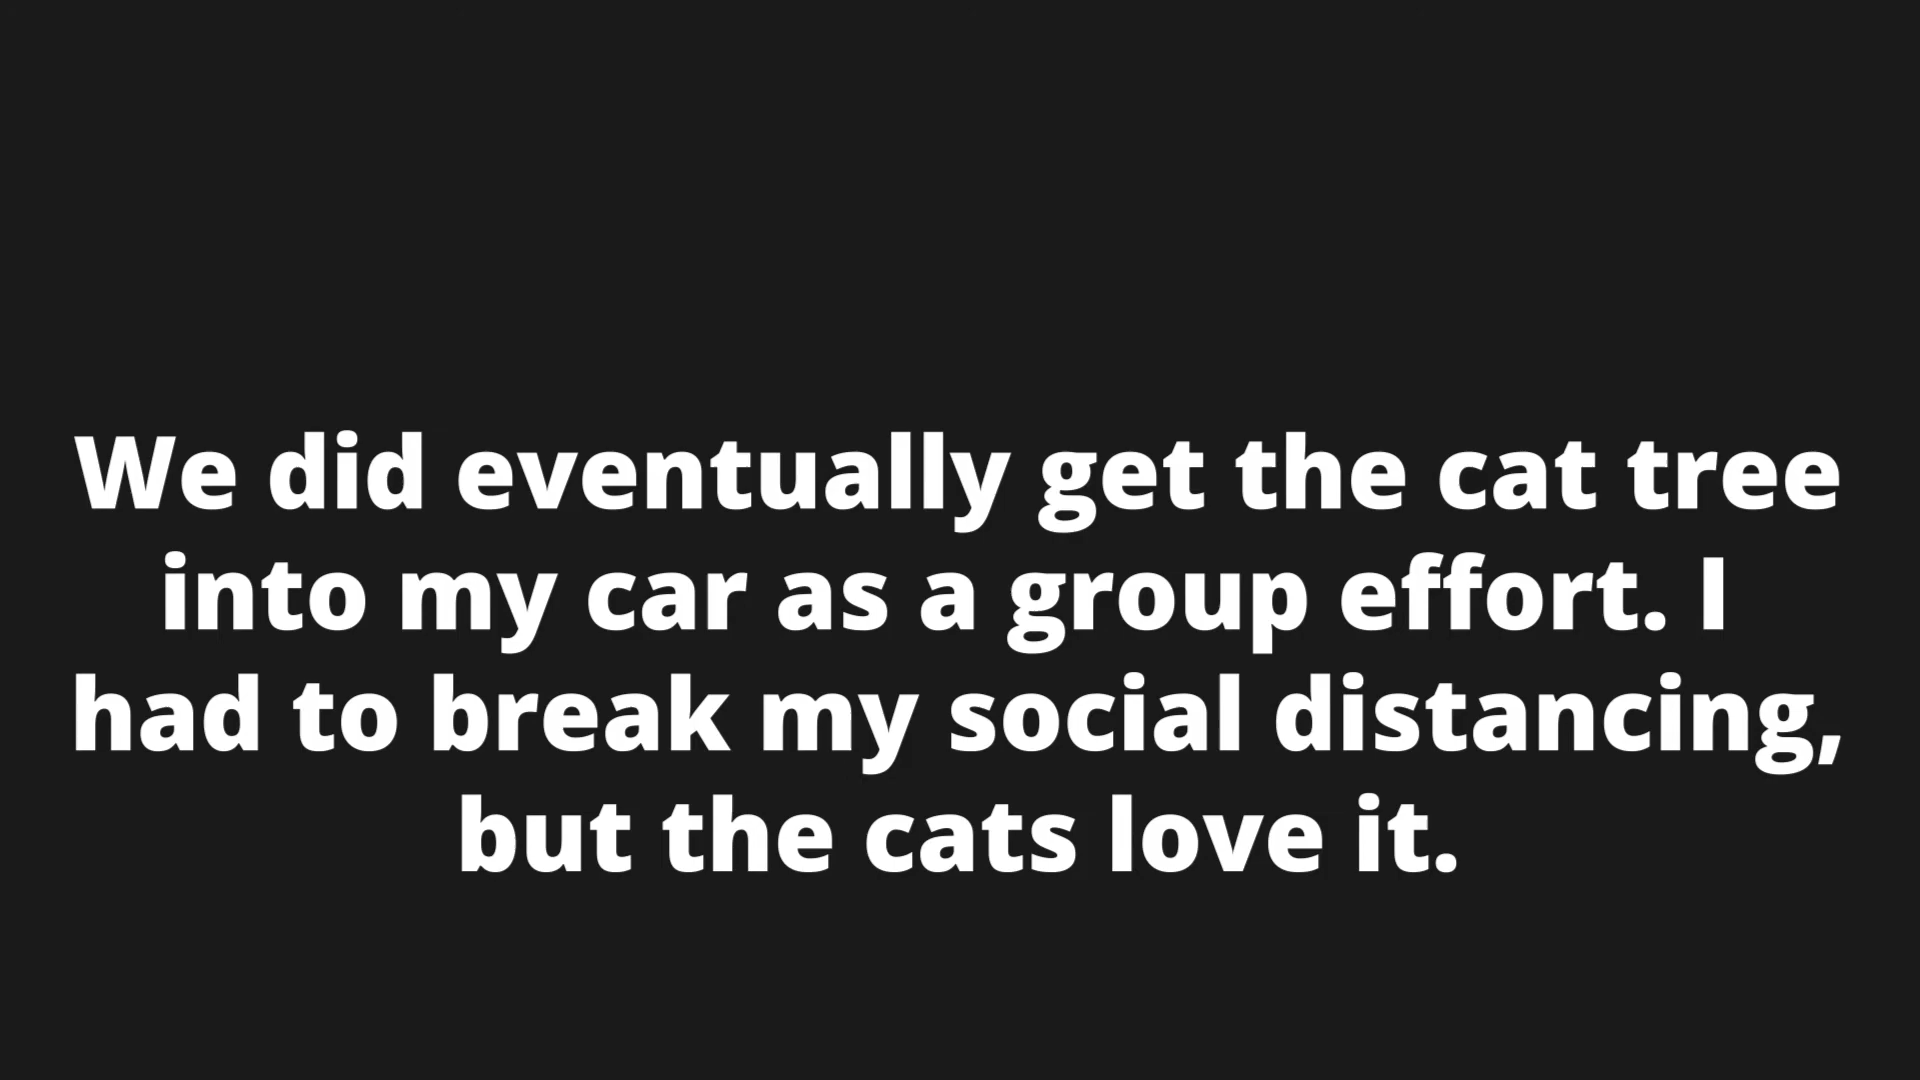 We did eventually get the cat tree
into my car as a group effort. I
had to break my social distancing,
but the cats love it.